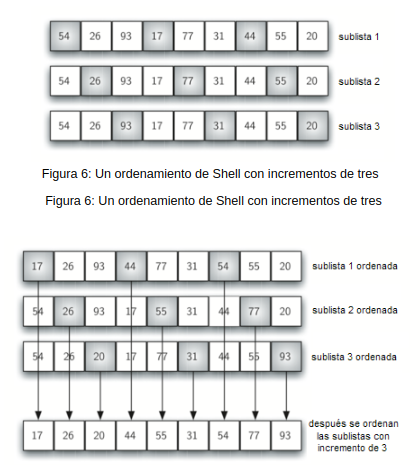 54 26 93 17 77 31 44 55 20 sublista 1
54 26 93 17 77 31 44 55 20 sublista 2
54 26 93 17 77 31 44 55 20 sublista 3
Figura 6: Un ordenamiento de Shell con incrementos de tres
Figura 6: Un ordenamiento de Shell con incrementos de tres
17 26 93 44 77 31 54 55 20 sublista 1 ordenada
54 26 93 17 55 31 44 77 20 sublista 2 ordenada
54 26 20 17 77 31 44 55 93 sublista 3 ordenada
17 26 20 44 55 31 54 77 93
después se ordenan
las sublistas con
incremento de 3